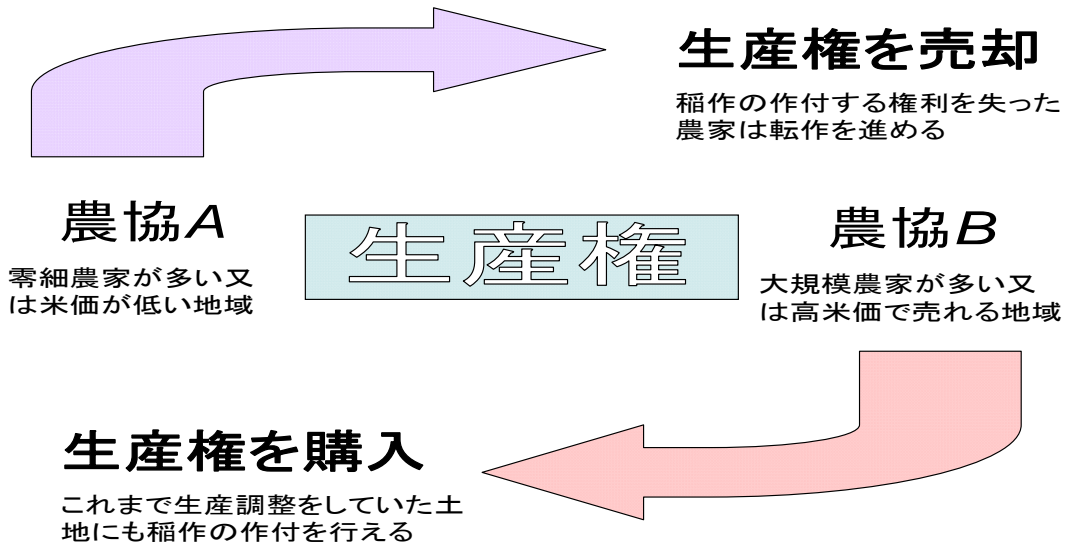 生産権を売却
稲作の作付する権利を失った
農家は転作を進める
農協A
零細農家が多い又
は米価が低い地域
生産権
農協B
大規模農家が多い又
は高米価で売れる地域
生産権を購入
これまで生産調整をしていた土
地にも稲作の作付を行える